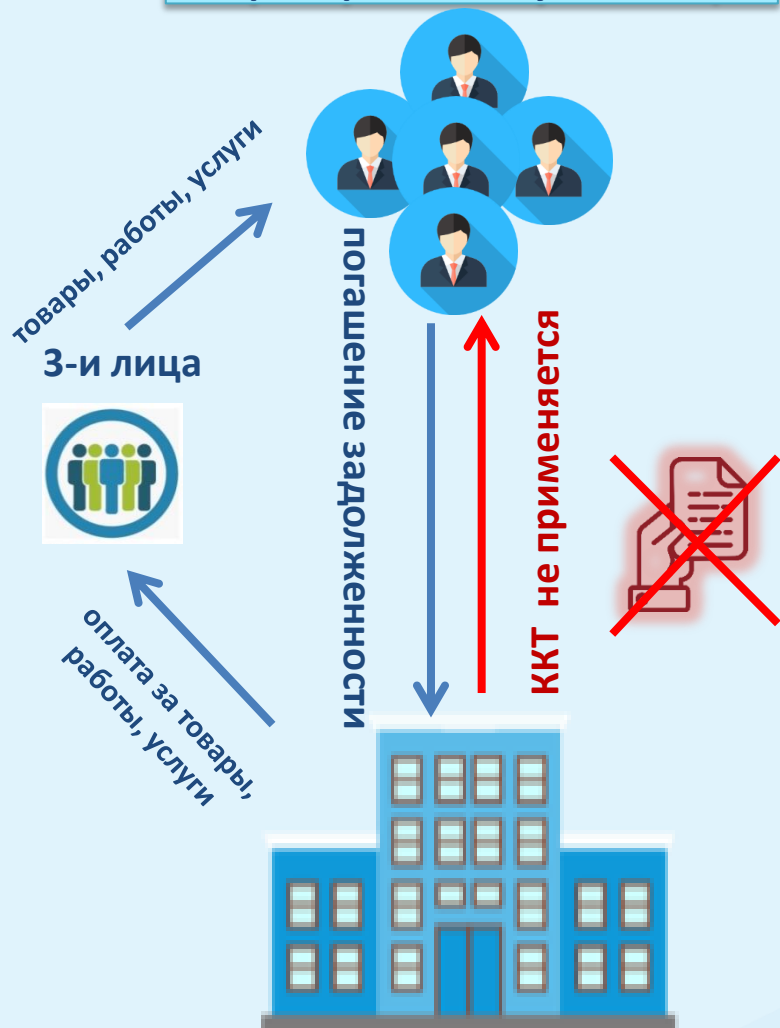 товары, работы, услуги
3-и лица
погашение задолженности
ККТ не применяется
оплата за товары,
работы, услуги